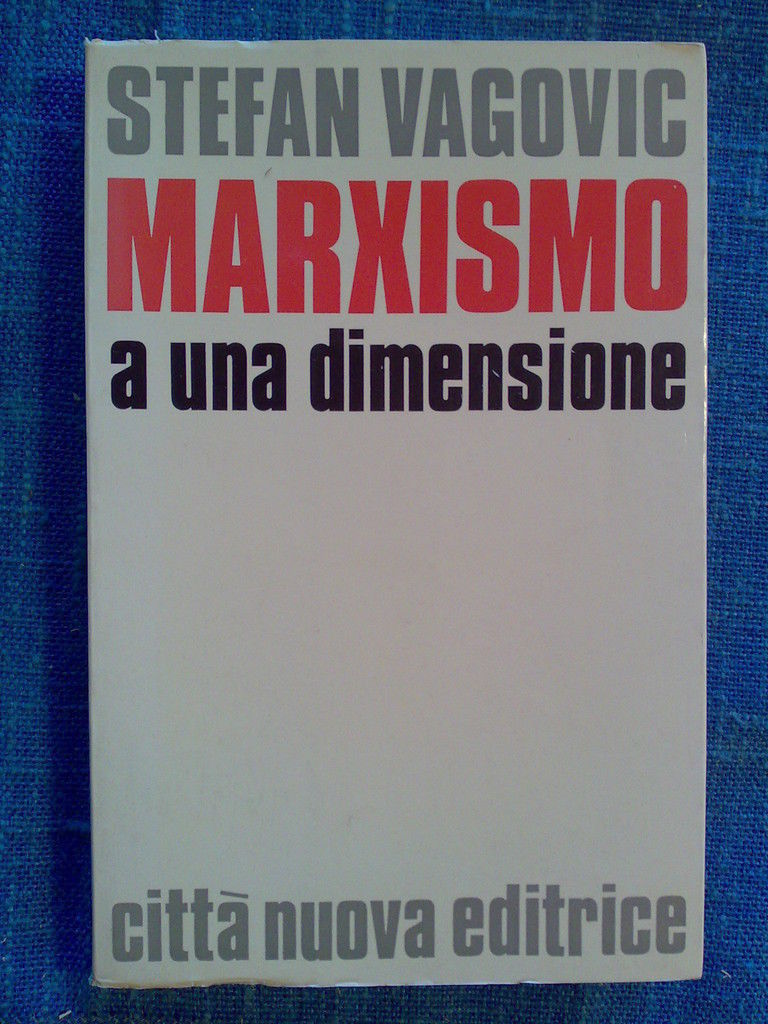 STEFAN VAGOVIC
MARXISMO
a una dimensione
città nuova editrice